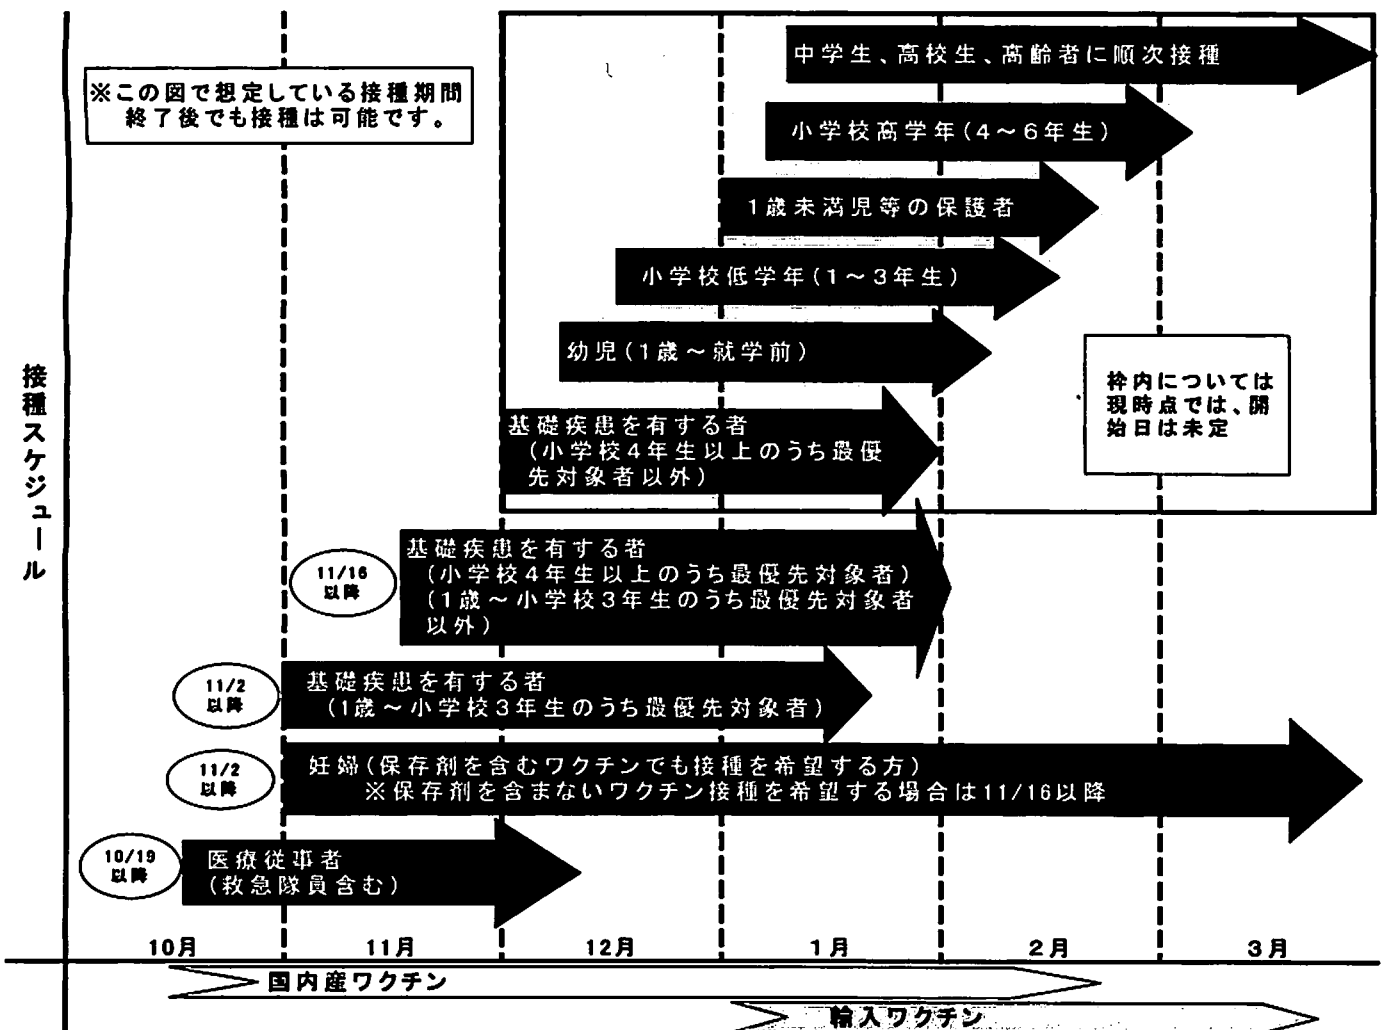 中学生、高校生、高齢者に順次接種
※この図で想定している接種期間
終了後でも接種は可能です。
小学校高学年(4～6年生)
1歳未満児等の保護者
小学校低学年(1～3年生)
幼児(1歳～就学前)
枠内については
現時点では、開
始日は未定
接種スケジュール
基礎疾患を有する者
(小学校4年生以上のうち最優
先対象者以外)
11/16
以降
基礎疾患を有する者
(小学校4年生以上のうち最優先対象者)
(1歳～小学校3年生のうち最優先対象者
以外)
11/2
以降
基礎疾患を有する者
(1歳～小学校3年生のうち最優先対象者)
11/2
以降
妊婦(保存剤を含むワクチンでも接種を希望する方)
※保存剤を含まないワクチン接種を希望する場合は11/16以降
10/19
以降
医療従事者
(救急隊員含む)
10月
11月
12月
1月
2月
3月
国内産ワクチン
輸入ワクチン